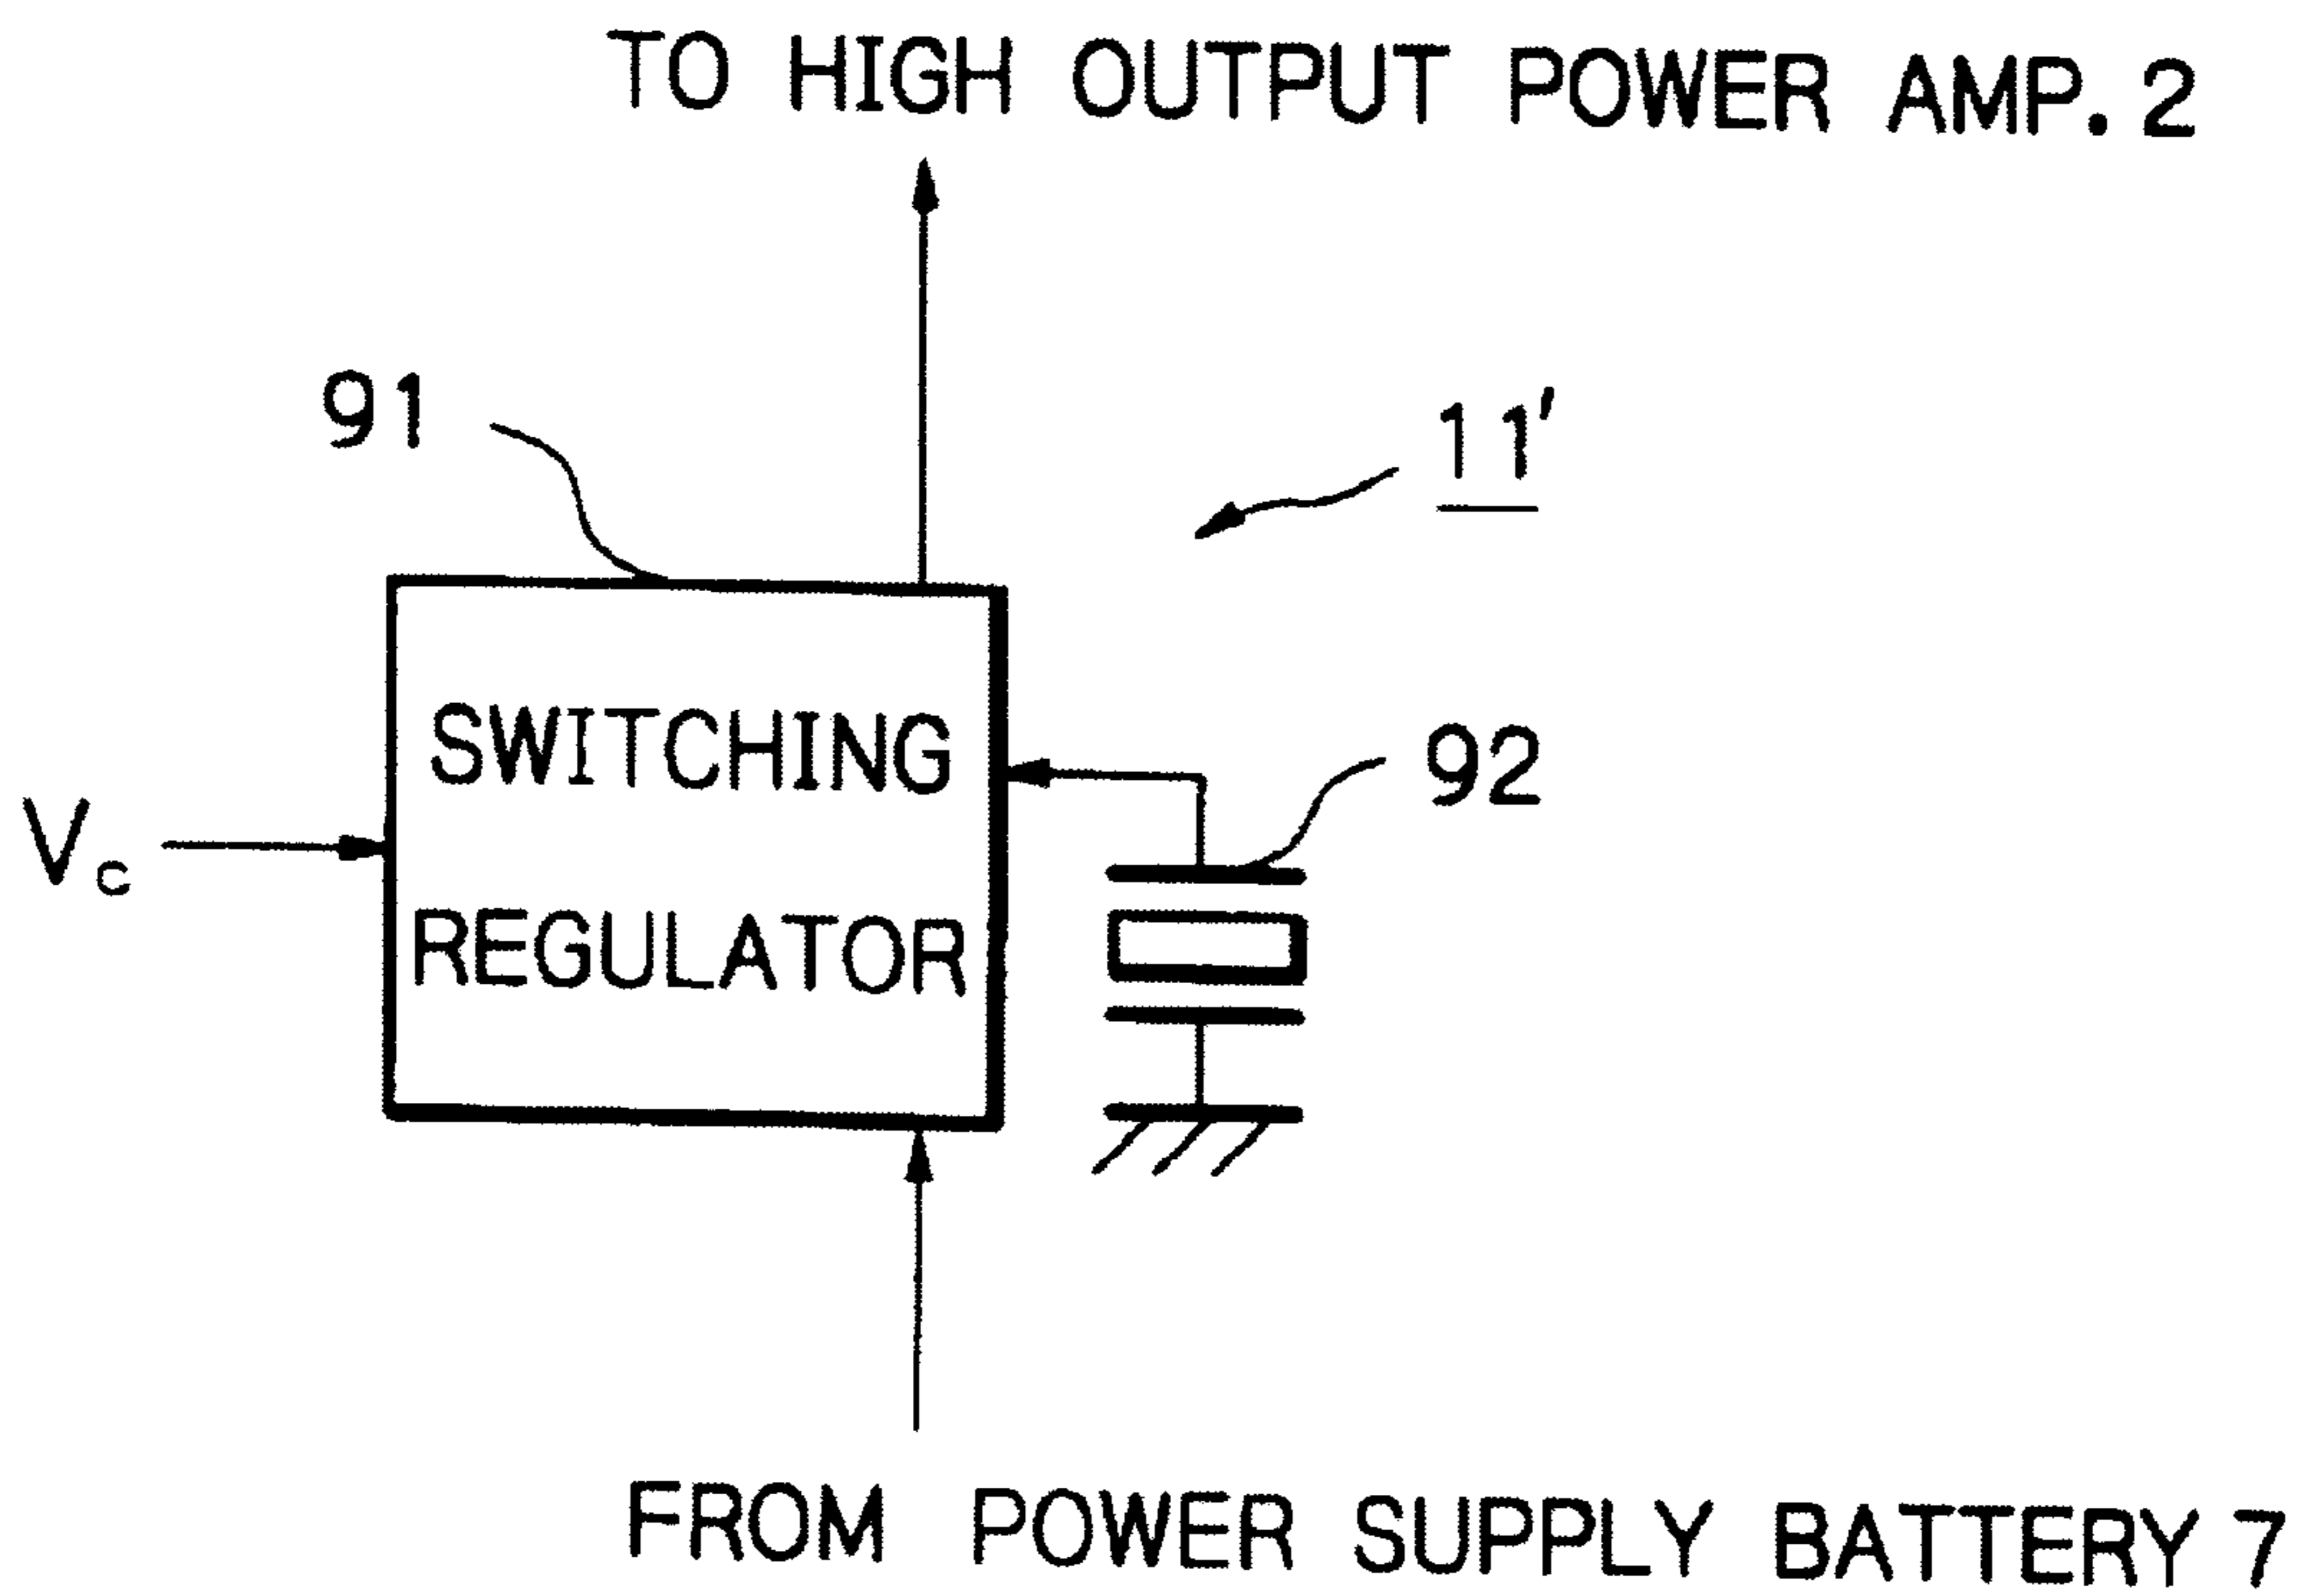 TO HIGH OUTPUT POWER AMP. 2
91
11'
SWITCHING
92
Vc
REGULATOR
FROM POWER SUPPLY BATTERY 7